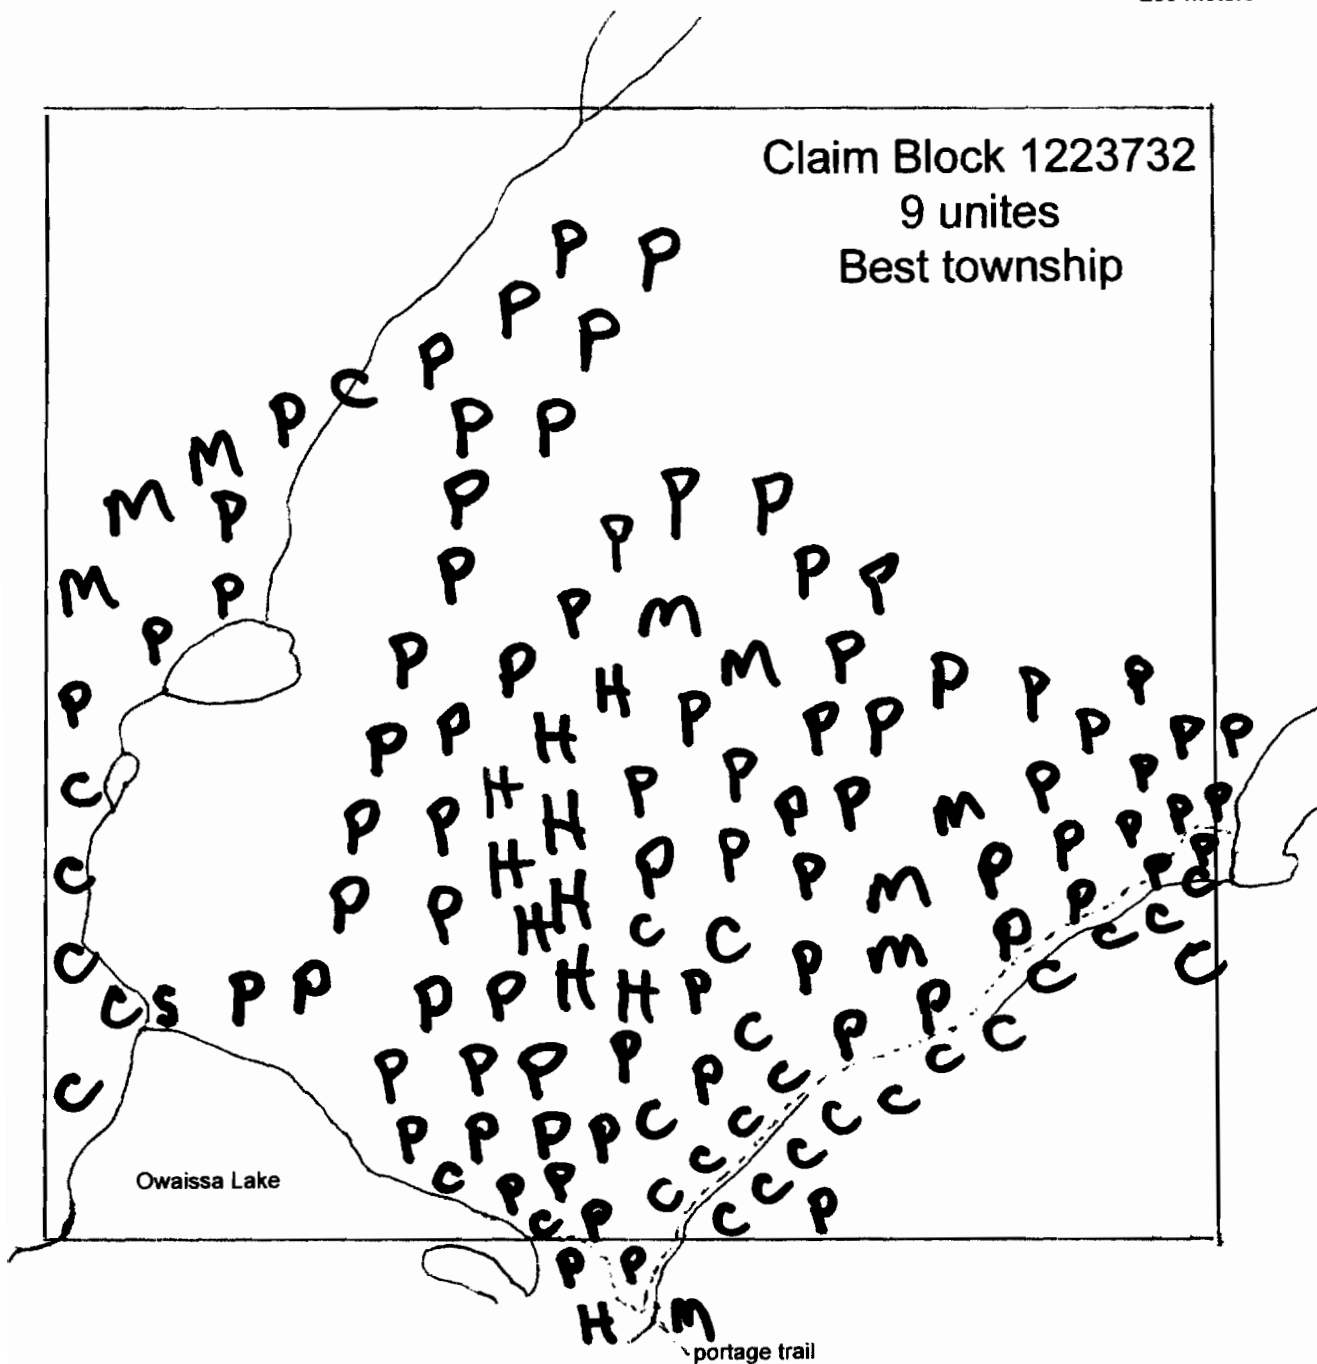 Claim Block 1223732
9 unites
Best township
P P
P
P
P
C
P
P P
M
P P P
M P
P
P P P
M P
P M
P P P M P
P P P
H P P P
P P H P P P P P P
C H P P P
P P H P P M P P
H P P P P
C P P M P P C
P P H H C C P C C
C H P M C C
C S P P P P H P P
P C P C
P P P P P C C
C C
P P P P C C C
C P P C C C
P C P C P
Owaissa Lake
P P
H M
portage trail